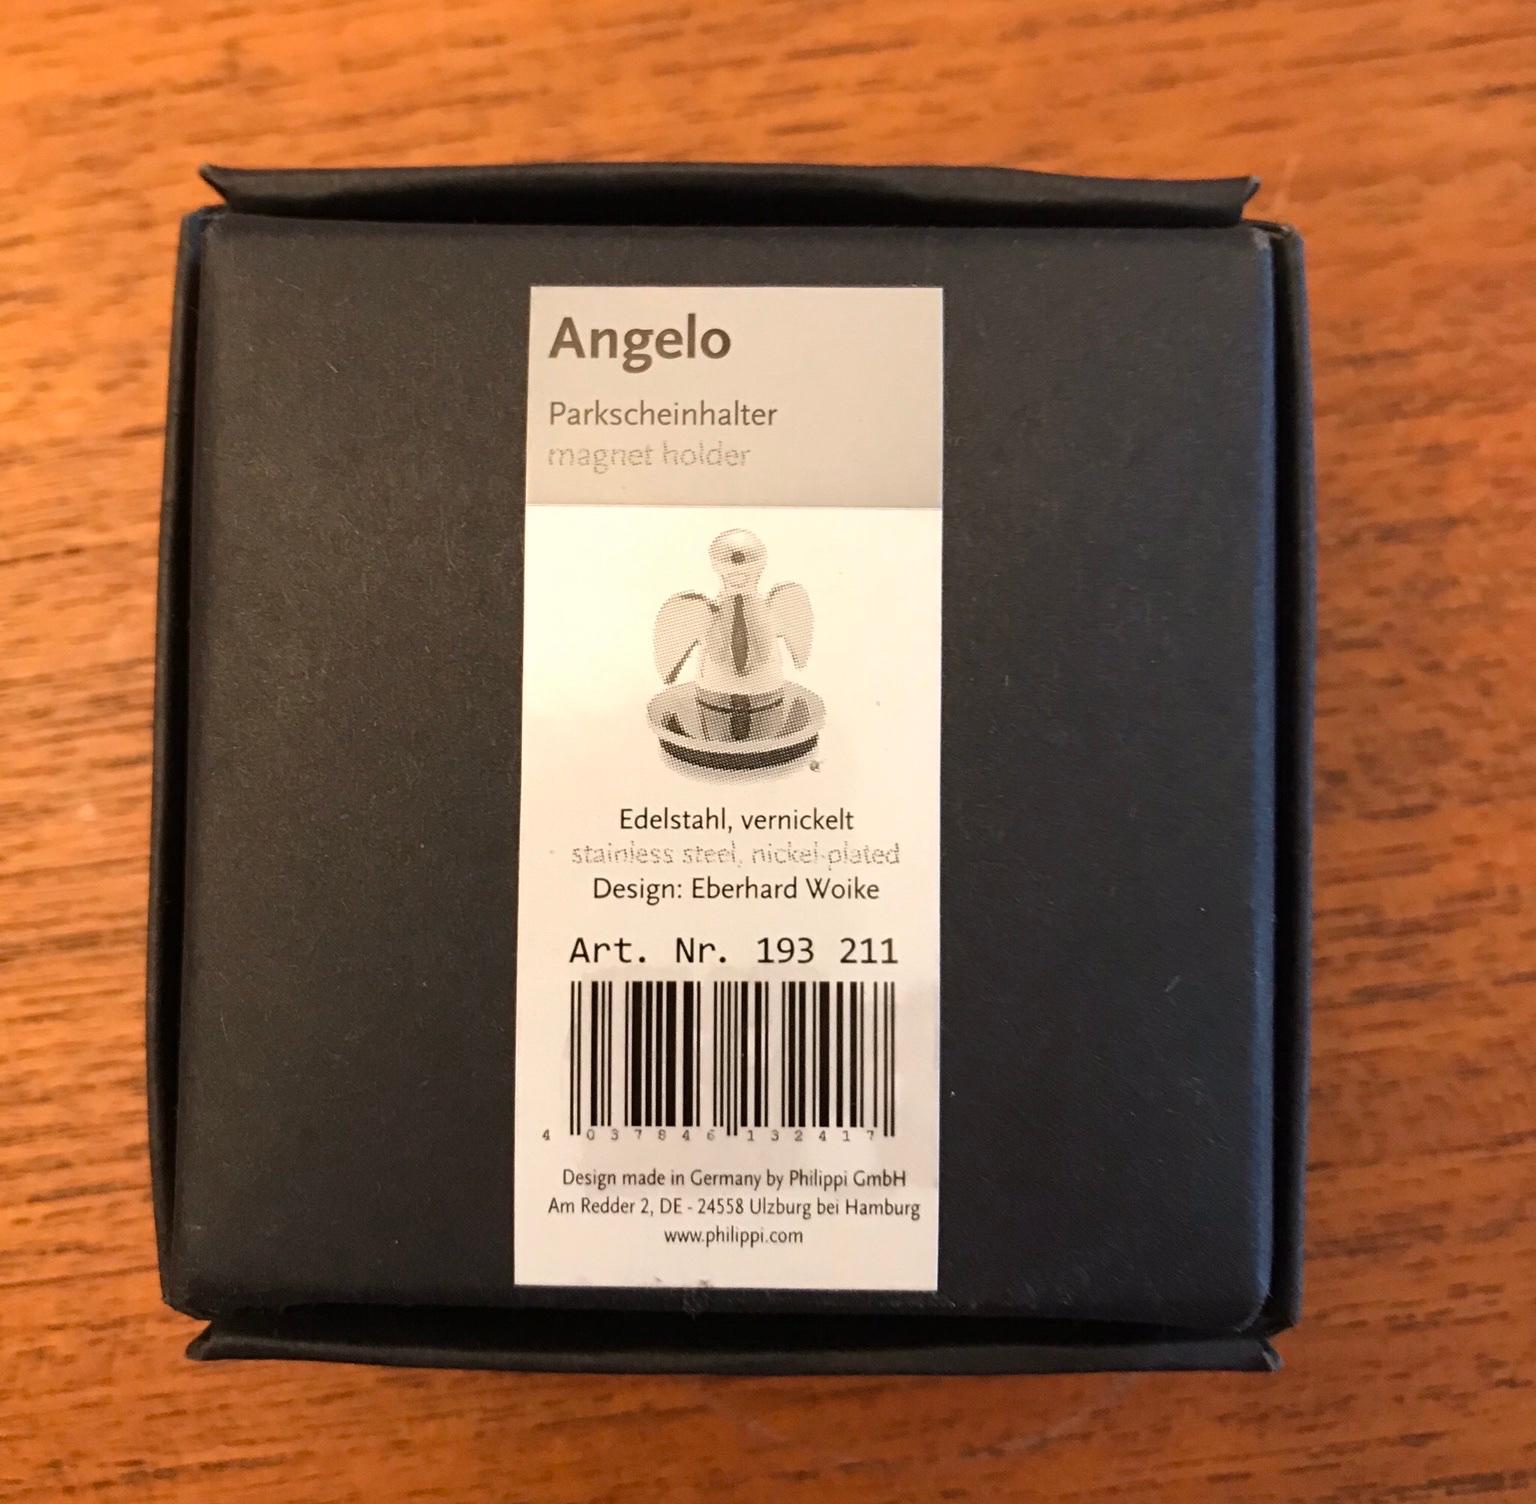 Angelo
Parkscheinhalter
magnet holder
Edelstahl, vernickelt
stainless steel, nickel-plated
Design: Eberhard Woike
Art. Nr. 193 211
4 037846 132417
Design made in Germany by Philippi GmbH
Am Redder 2, DE - 24558 Ulzburg bei Hamburg
www.philippi.com